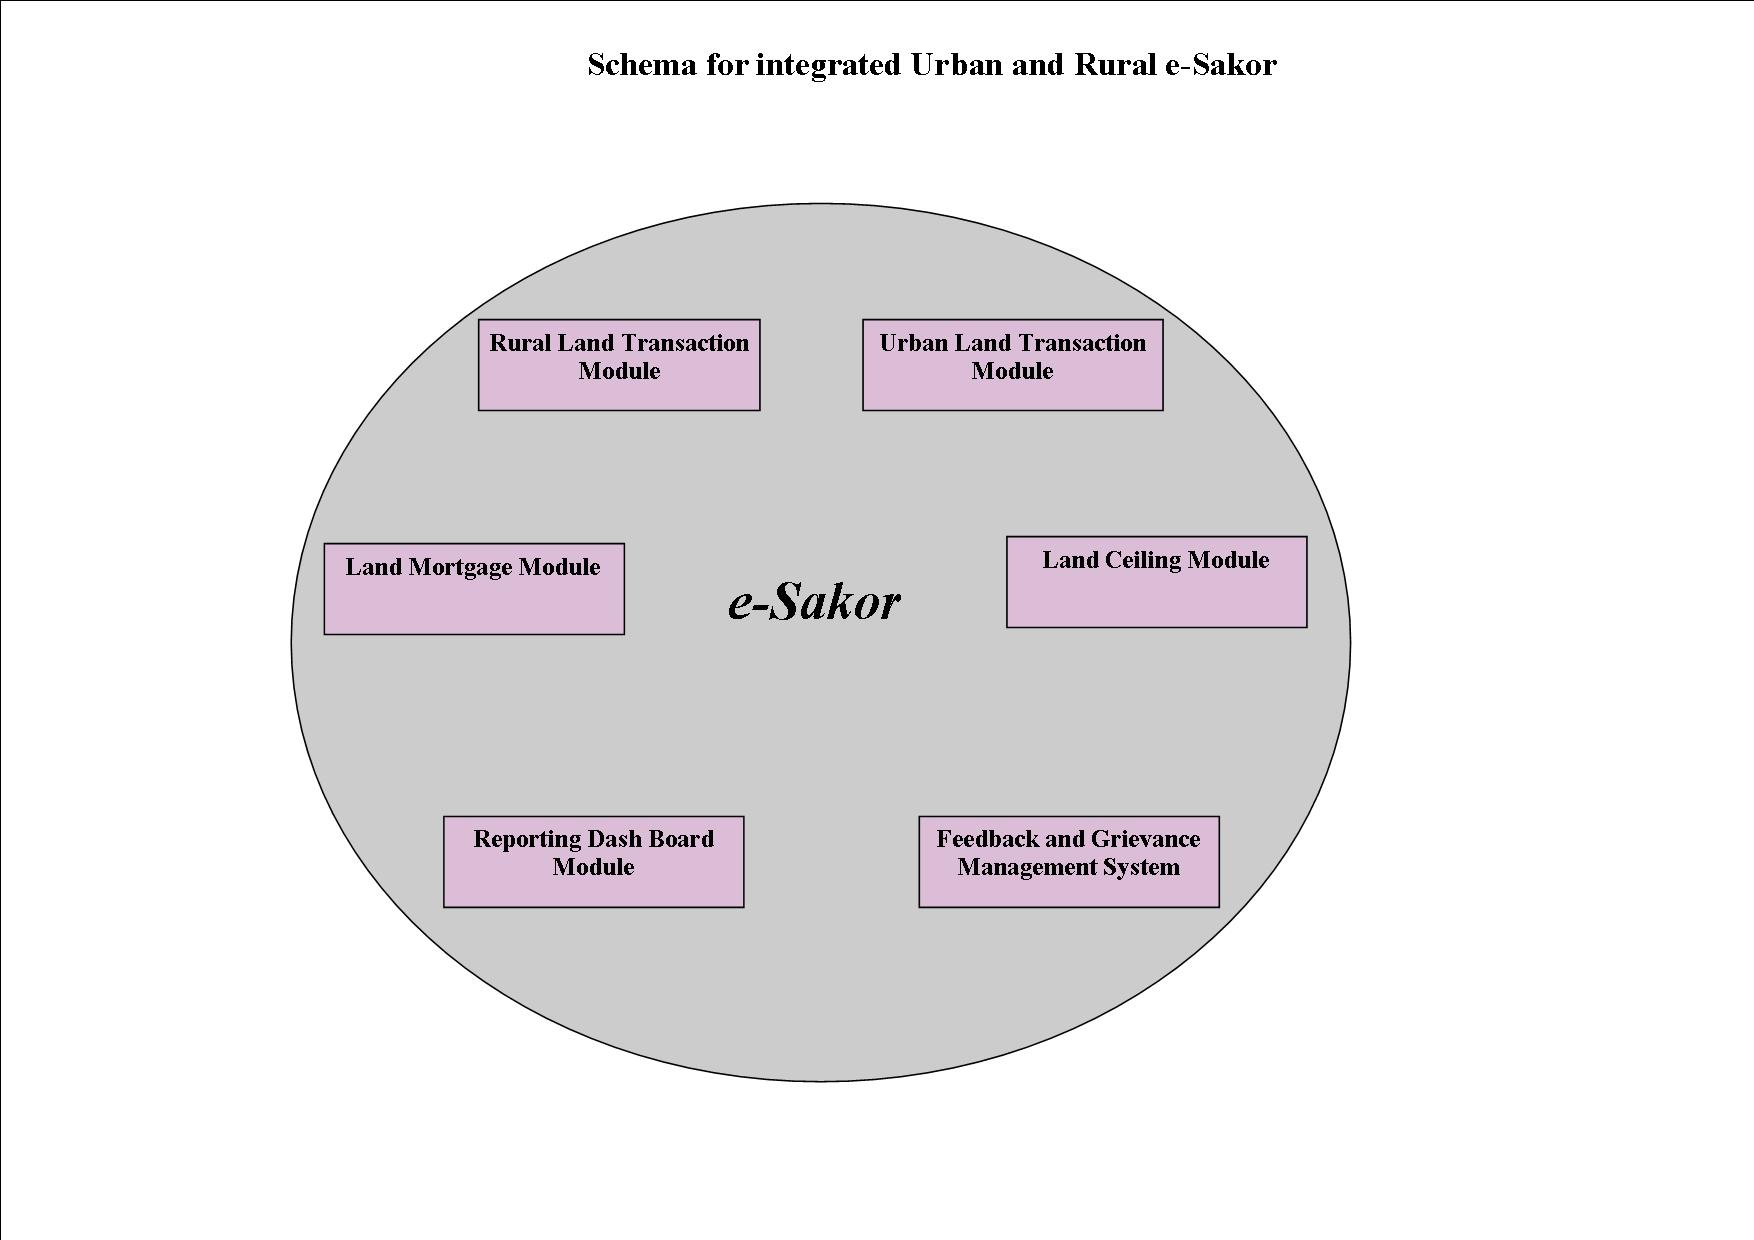 Schema for integrated Urban and Rural e-Sakor
Rural Land Transaction
Module
Urban Land Transaction
Module
Land Mortgage Module
Land Ceiling Module
e-Sakor
Reporting Dash Board
Module
Feedback and Grievance
Management System